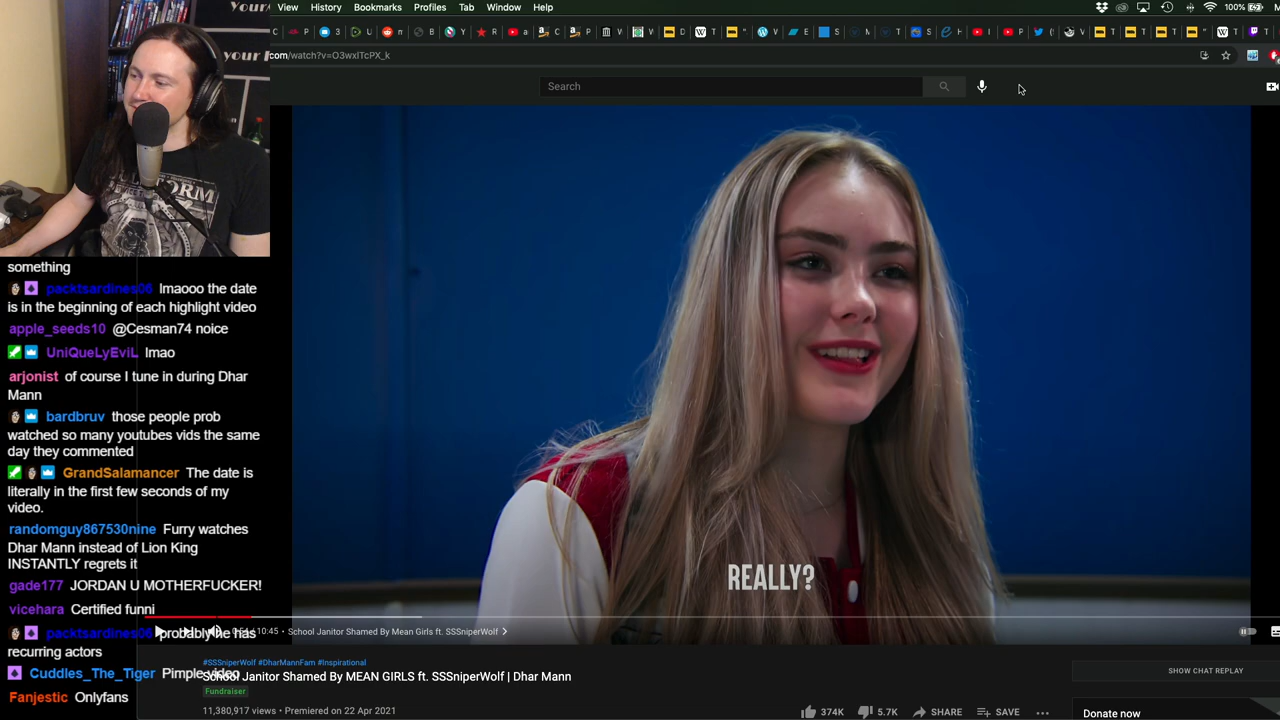 View History Bookmarks Profiles Tab Window Help
100%
com/watch?v=O3wxlTcPX_k
Search
something
packtsardines06 lmaooo the date
is in the beginning of each highlight video
apple_seeds10 @Cesman74 noice
UniQueLyEviL lmao
arjonist of course I tune in during Dhar
Mann
bardbruv those people prob
watched so many youtubes vids the same
day they commented
GrandSalamancer The date is
literally in the first few seconds of my
video.
randomguy867530nine Furry watches
Dhar Mann instead of Lion King
INSTANTLY regrets it
gade177 JORDAN U MOTHERFUCKER!
vicehara Certified funni
packtsardines06 probably he has
recurring actors
Cuddles_The_Tiger Pimple video
Fanjestic Onlyfans
REALLY?
10:45 • School Janitor Shamed By Mean Girls ft. SSSniperWolf
#SSSniperWolf #DharMannFam #Inspirational
School Janitor Shamed By MEAN GIRLS ft. SSSniperWolf | Dhar Mann
Fundraiser
11,380,917 views • Premiered on 22 Apr 2021
374K 5.7K SHARE SAVE
SHOW CHAT REPLAY
Donate now